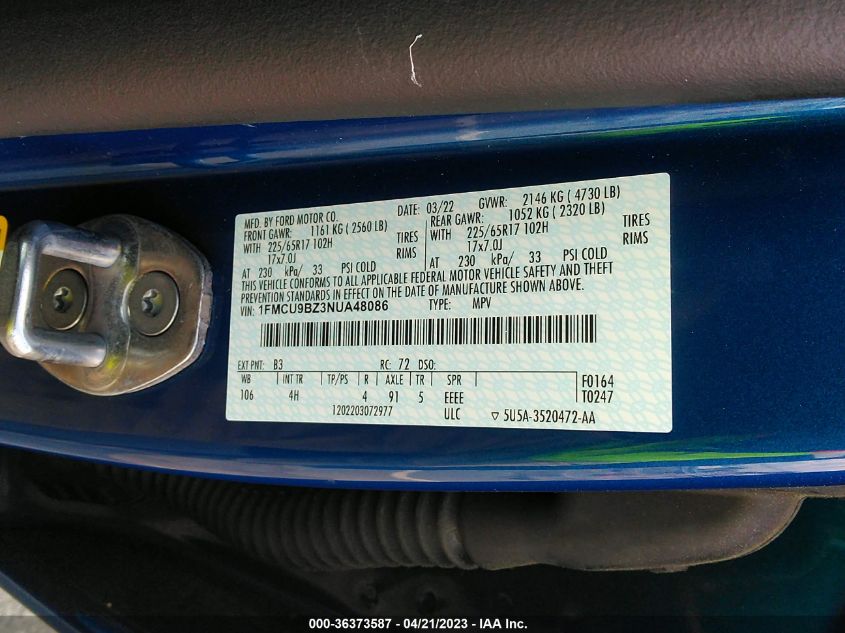 MFD. BY FORD MOTOR CO. DATE: 03/22 GVWR: 2146 KG ( 4730 LB)
FRONT GAWR: 1161 KG ( 2560 LB) REAR GAWR: 1052 KG ( 2320 LB)
WITH 225/65R17 102H TIRES WITH 225/65R17 102H TIRES
17x7.0J RIMS 17x7.0J RIMS
AT 230 kPa/ 33 PSI COLD AT 230 kPa/ 33 PSI COLD
THIS VEHICLE CONFORMS TO ALL APPLICABLE FEDERAL MOTOR VEHICLE SAFETY AND THEFT
PREVENTION STANDARDS IN EFFECT ON THE DATE OF MANUFACTURE SHOWN ABOVE.
VIN: 1FMCU9BZ3NUA48086 TYPE: MPV
EXT PNT: B3 RC: 72 DSO:
WB INT TR TP/PS R AXLE TR SPR F0164
106 4H 4 91 5 EEEE T0247
1202203072977 ULC ▽ 5U5A-3520472-AA
000-36373587 - 04/21/2023 - IAA Inc.